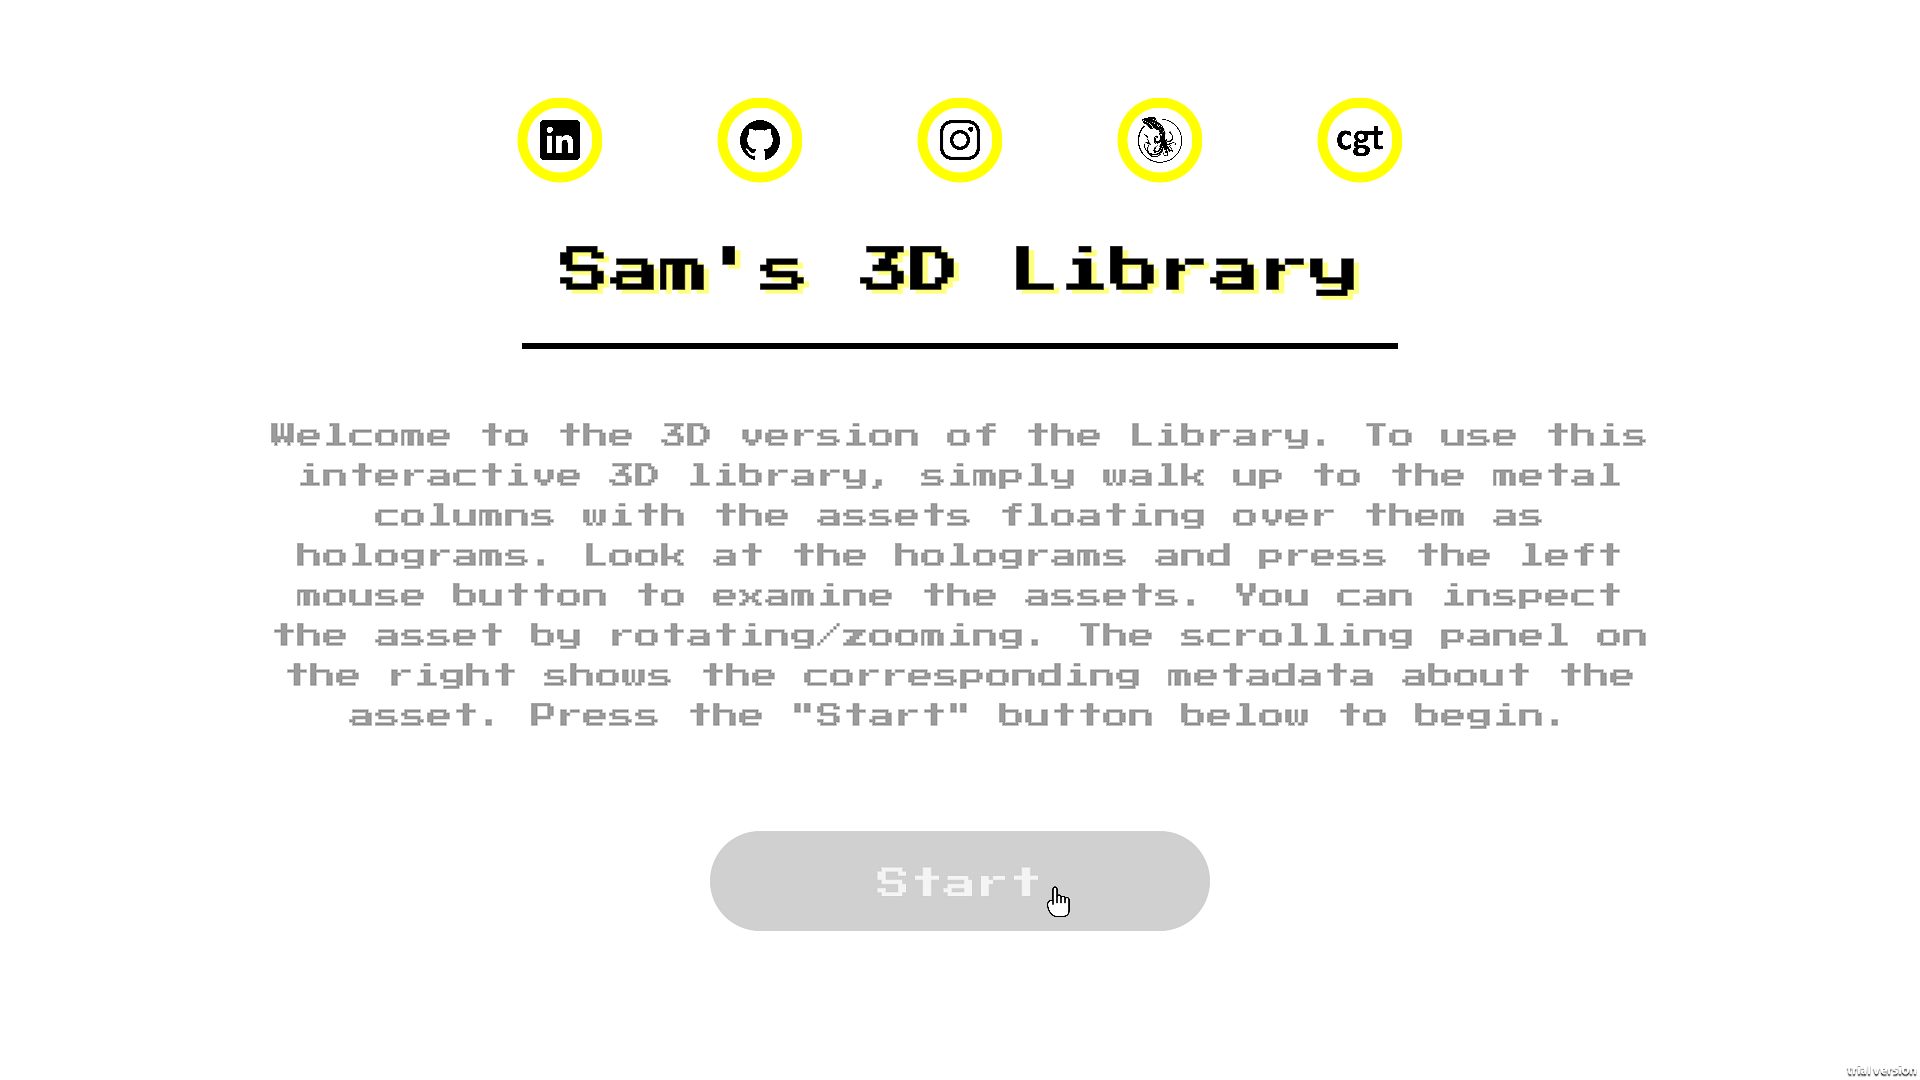 in
cgt
Sam's 3D Library
Welcome to the 3D version of the Library. To use this
interactive 3D library, simply walk up to the metal
columns with the assets floating over them as
holograms. Look at the holograms and press the left
mouse button to examine the assets. You can inspect
the asset by rotating/zooming. The scrolling panel on
the right shows the corresponding metadata about the
asset. Press the "Start" button below to begin.
Start
trial version